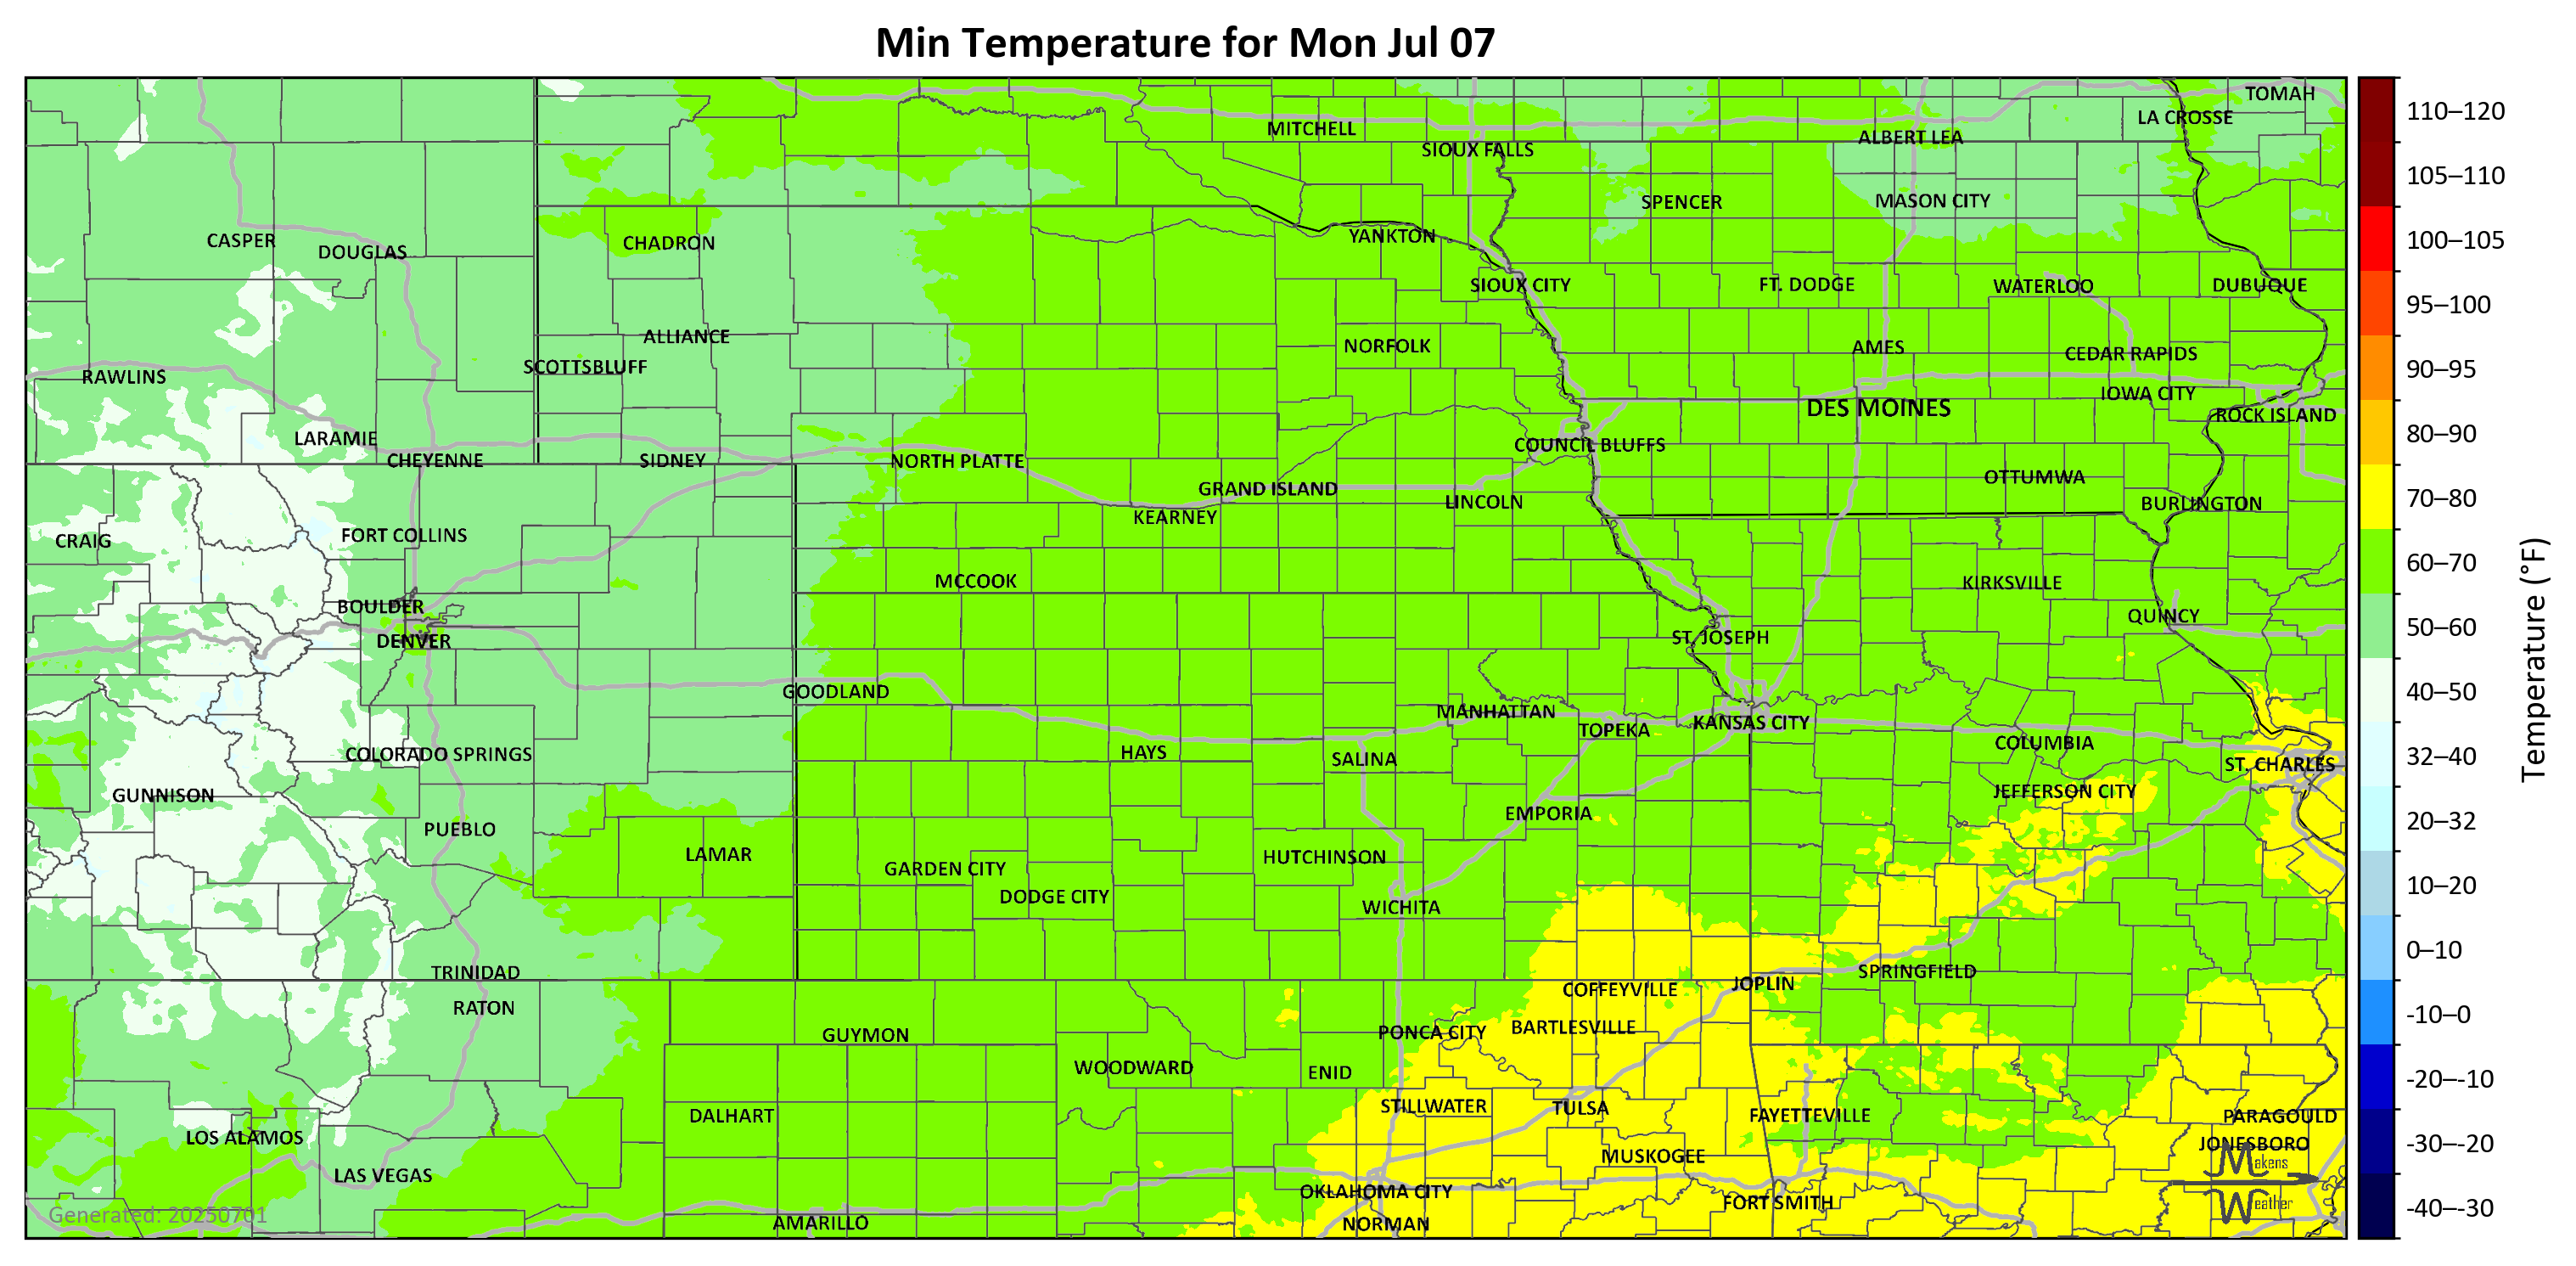 Min Temperature for Mon Jul 07
TOMAH
LA CROSSE
MITCHELL
ALBERT LEA
SIOUX FALLS
SPENCER
MASON CITY
CASPER
DOUGLAS
CHADRON
YANKTON
SIOUX CITY
FT. DODGE
WATERLOO
DUBUQUE
ALLIANCE
NORFOLK
AMES
CEDAR RAPIDS
SCOTTSBLUFF
RAWLINS
IOWA CITY
DES MOINES
ROCK ISLAND
LARAMIE
COUNCIL BLUFFS
CHEYENNE
SIDNEY
NORTH PLATTE
OTTUMWA
GRAND ISLAND
LINCOLN
BURLINGTON
KEARNEY
FORT COLLINS
CRAIG
MCCOOK
KIRKSVILLE
BOULDER
QUINCY
DENVER
ST. JOSEPH
GOODLAND
MANHATTAN
TOPEKA
KANSAS CITY
COLUMBIA
COLORADO SPRINGS
HAYS
SALINA
ST. CHARLES
GUNNISON
JEFFERSON CITY
EMPORIA
PUEBLO
LAMAR
HUTCHINSON
GARDEN CITY
DODGE CITY
WICHITA
TRINIDAD
SPRINGFIELD
JOPLIN
COFFEYVILLE
RATON
BARTLESVILLE
PONCA CITY
GUYMON
WOODWARD
ENID
STILLWATER
TULSA
DALHART
FAYETTEVILLE
PARAGOULD
LOS ALAMOS
JONESBORO
MUSKOGEE
Makens
LAS VEGAS
OKLAHOMA CITY
FORT SMITH
Weather
Generated: 20250701
AMARILLO
NORMAN
110–120
105–110
100–105
95–100
90–95
80–90
70–80
60–70
50–60
40–50
32–40
20–32
10–20
0–10
-10–0
-20–-10
-30–-20
-40–-30
Temperature (°F)